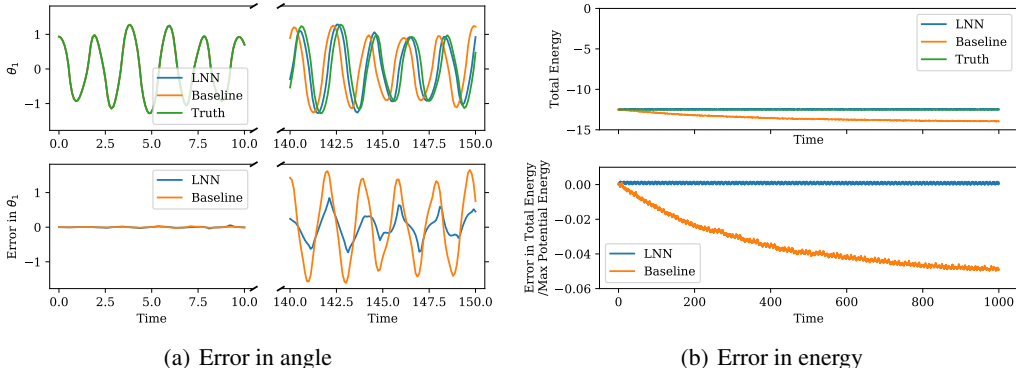 1
0
−1
θ₁
LNN
Baseline
Truth
0.0 2.5 5.0 7.5 10.0
140.0 142.5 145.0 147.5 150.0
1
0
−1
Error in θ₁
LNN
Baseline
0.0 2.5 5.0 7.5 10.0
140.0 142.5 145.0 147.5 150.0
Time
Time
(a) Error in angle
0
−5
−10
−15
Total Energy
LNN
Baseline
Truth
Time
0.00
−0.02
−0.04
−0.06
Error in Total Energy
/Max Potential Energy
LNN
Baseline
0 200 400 600 800 1000
Time
(b) Error in energy